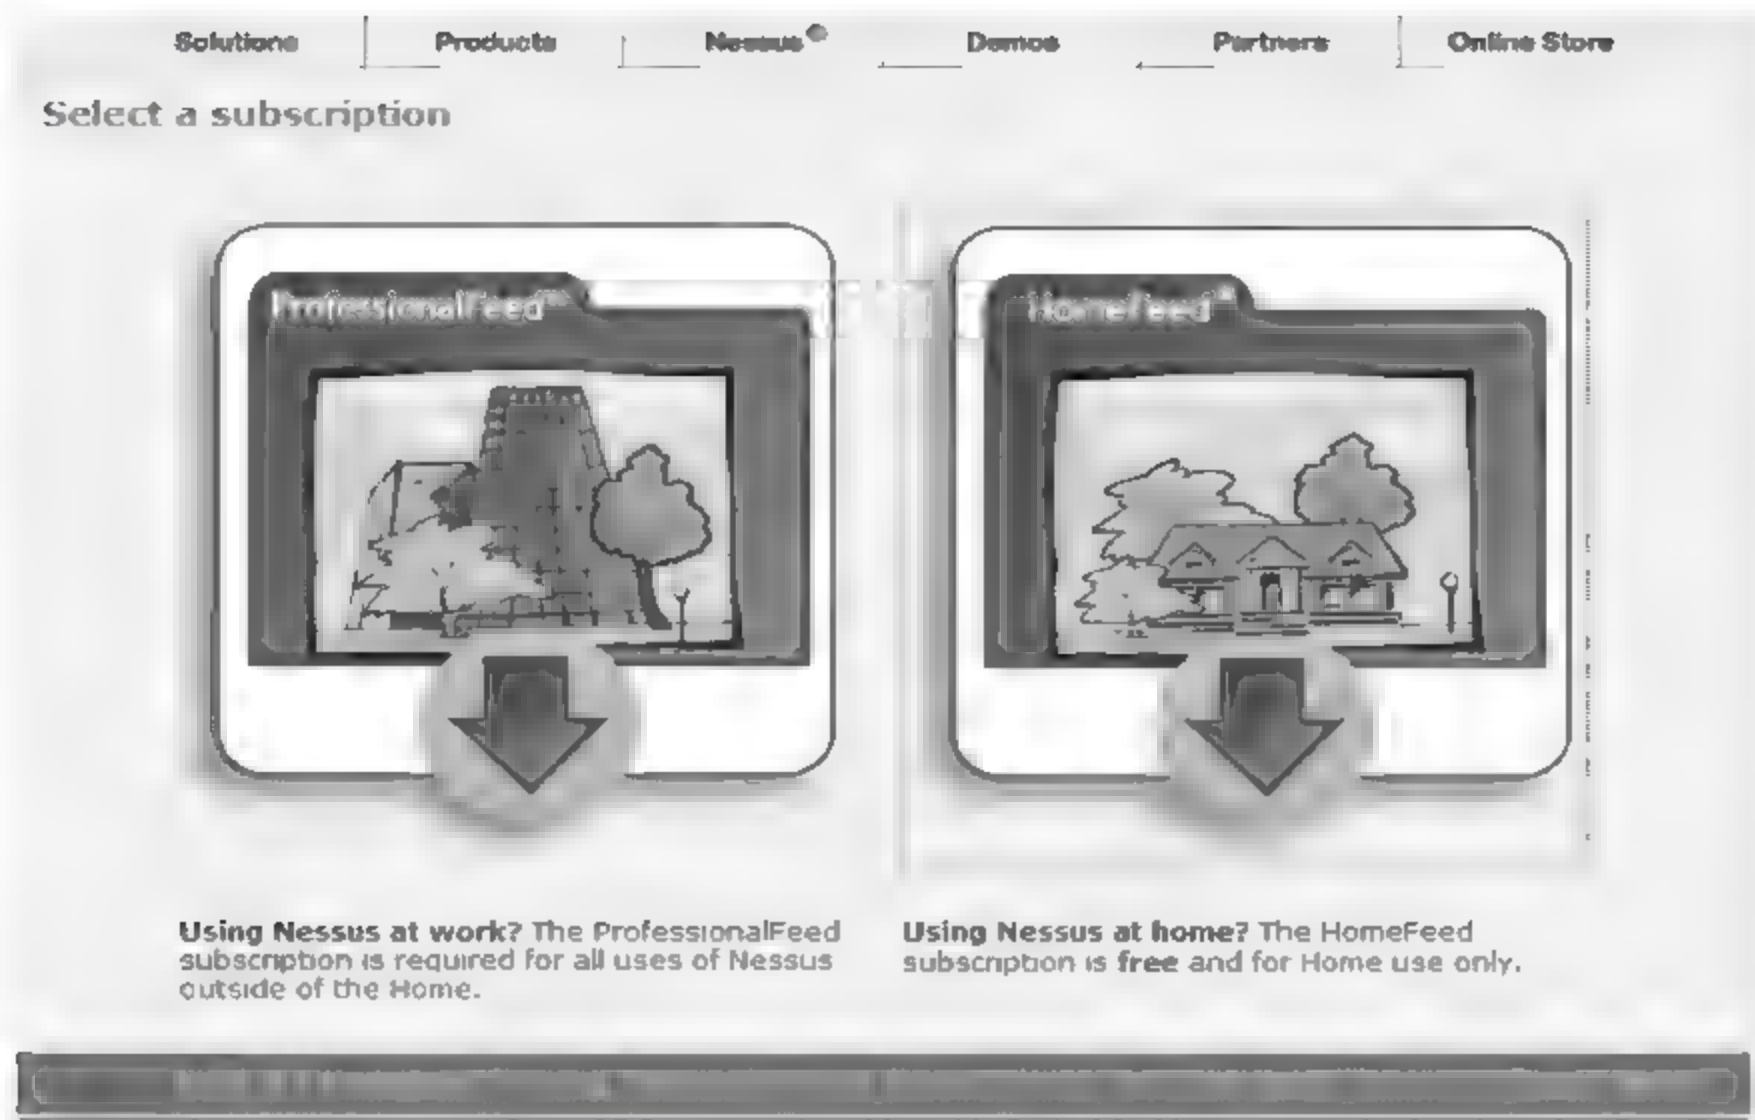 Solutions Products Nessus Demos Partners Online Store
Select a subscription
ProfessionalFeed™ HomeFeed
Using Nessus at work? The ProfessionalFeed
subscription is required for all uses of Nessus
outside of the Home.
Using Nessus at home? The HomeFeed
subscription is free and for Home use only.